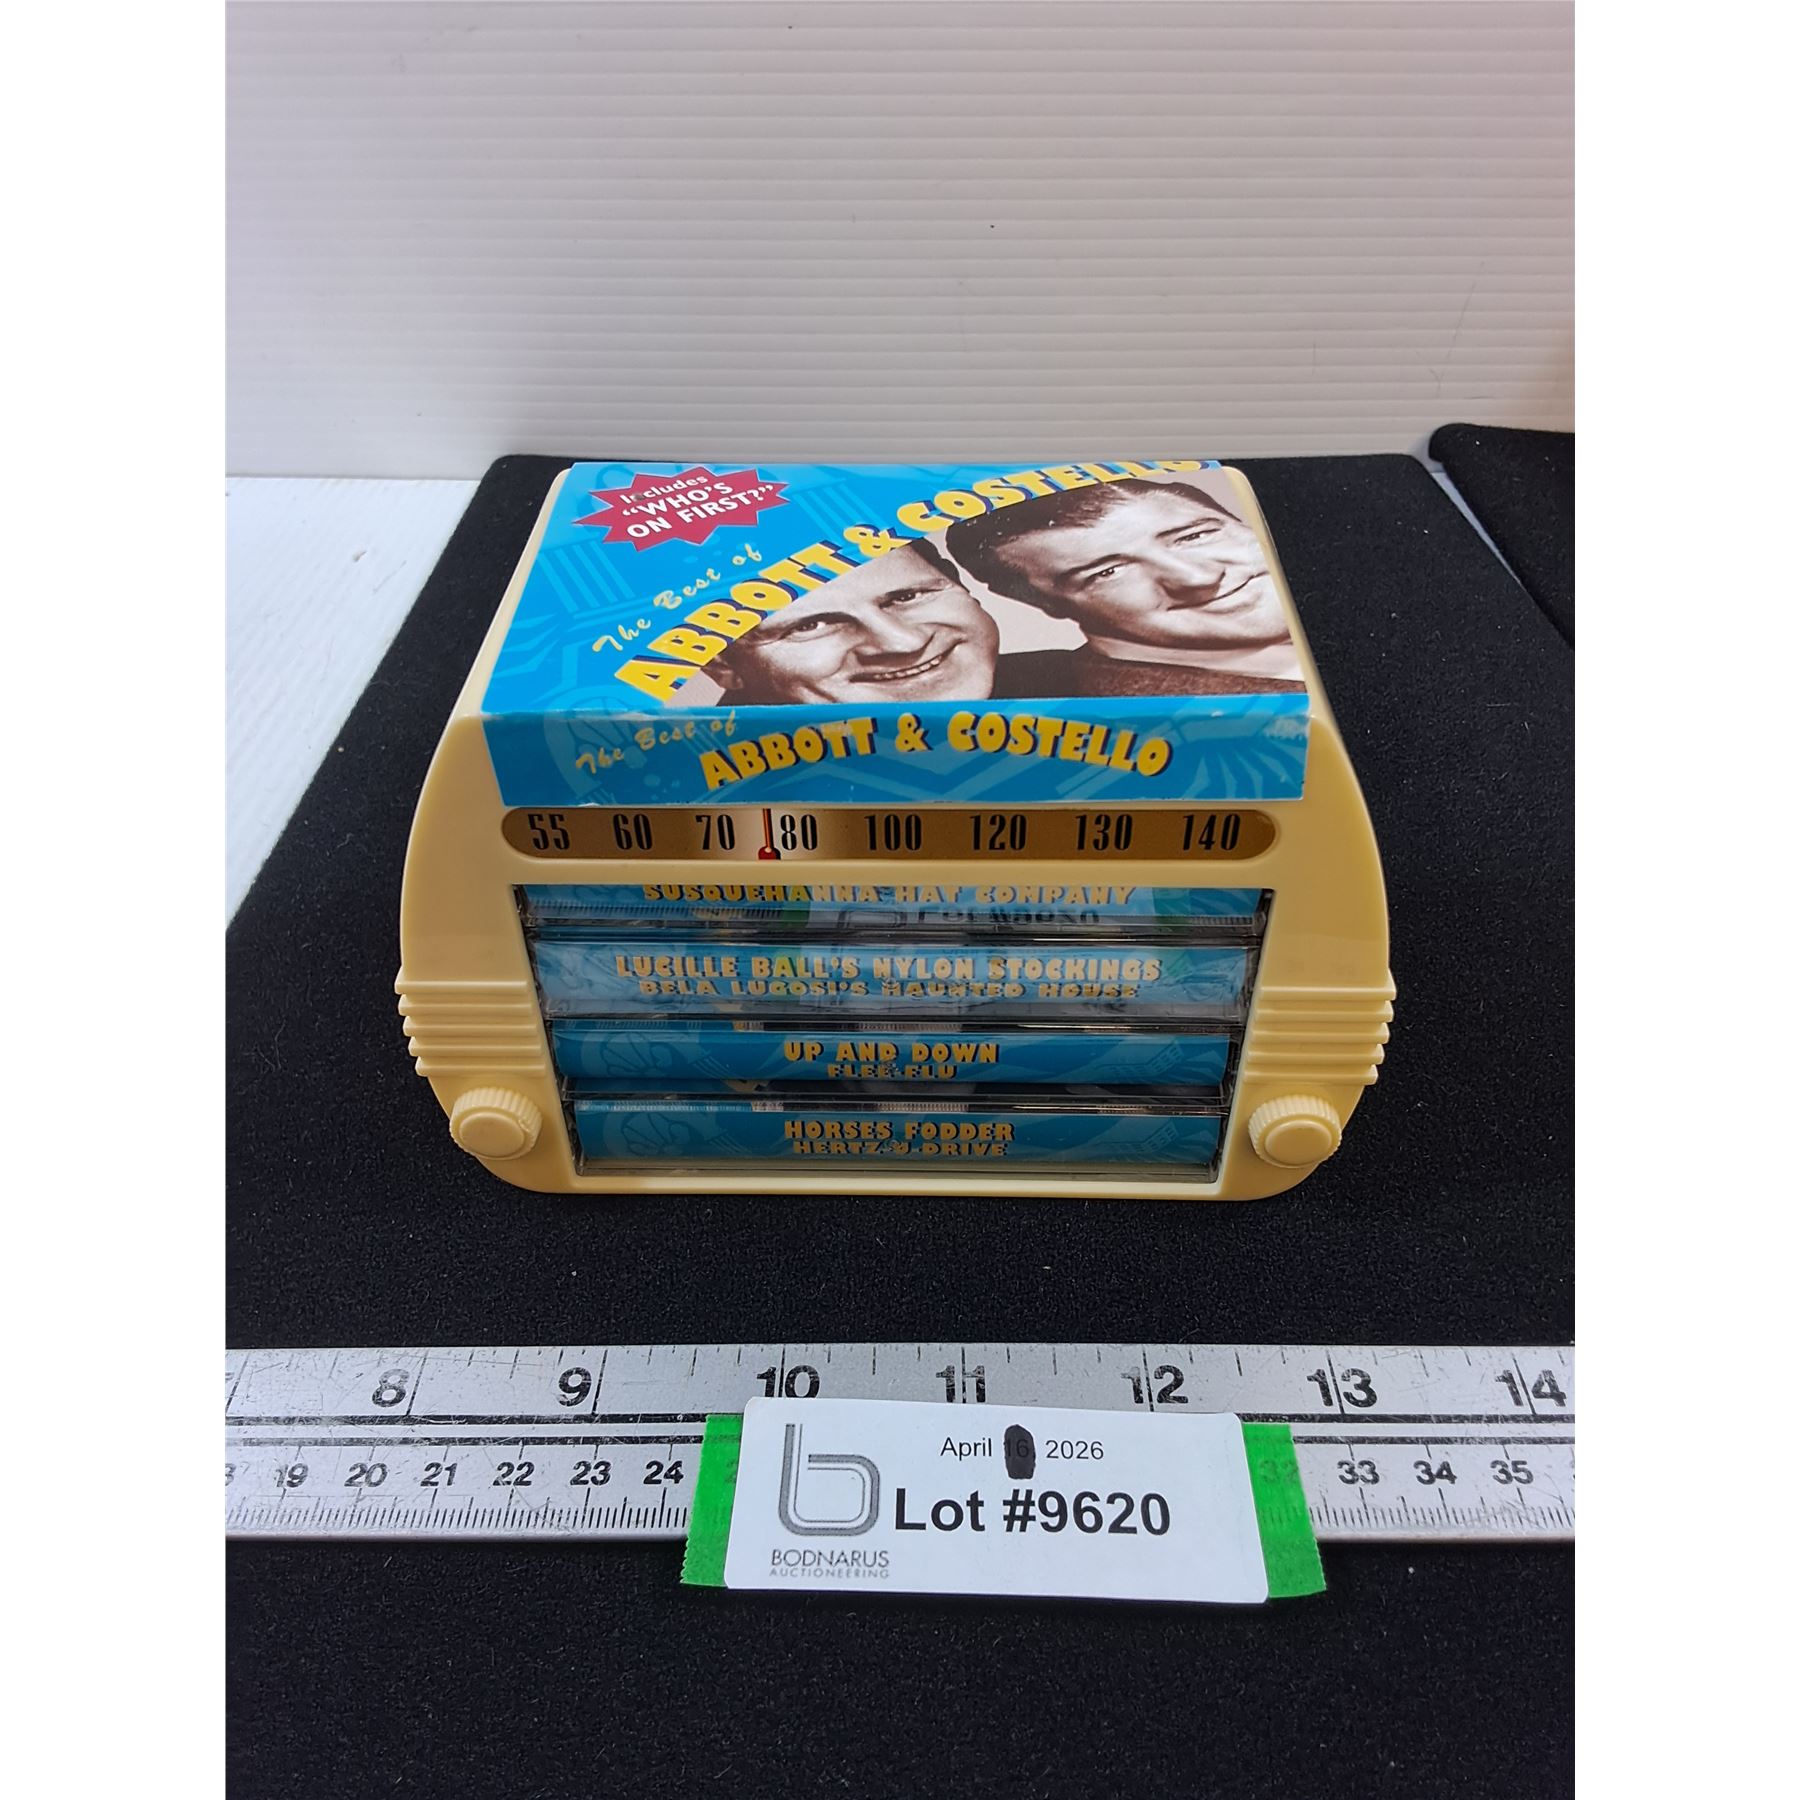 Includes
"WHO'S
ON FIRST?"
The Best of
ABBOTT & COSTELLO
The Best of
ABBOTT & COSTELLO
55 60 70 80 100 120 130 140
SUSQUEHANNA HAT COMPANY
LUCILLE BALL'S NYLON STOCKINGS
BELA LUGOSI'S HAUNTED HOUSE
UP AND DOWN
FLEE-FLU
HORSES FODDER
HERTZ-U-DRIVE
8 9 10 11 12 13 14
19 20 21 22 23 24 32 33 34 35
April 2026
Lot #9620
BODNARUS
AUCTIONEERING